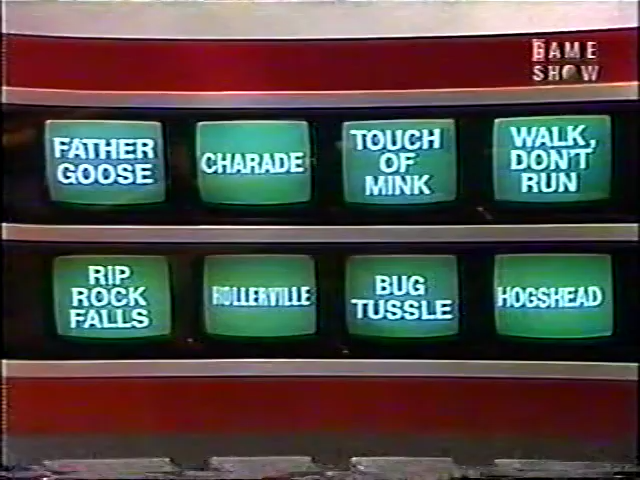 GAME
SHOW
FATHER
GOOSE
CHARADE
TOUCH
OF
MINK
WALK,
DON'T
RUN
RIP
ROCK
FALLS
HOLLERVILLE
BUG
TUSSLE
HOGSHEAD